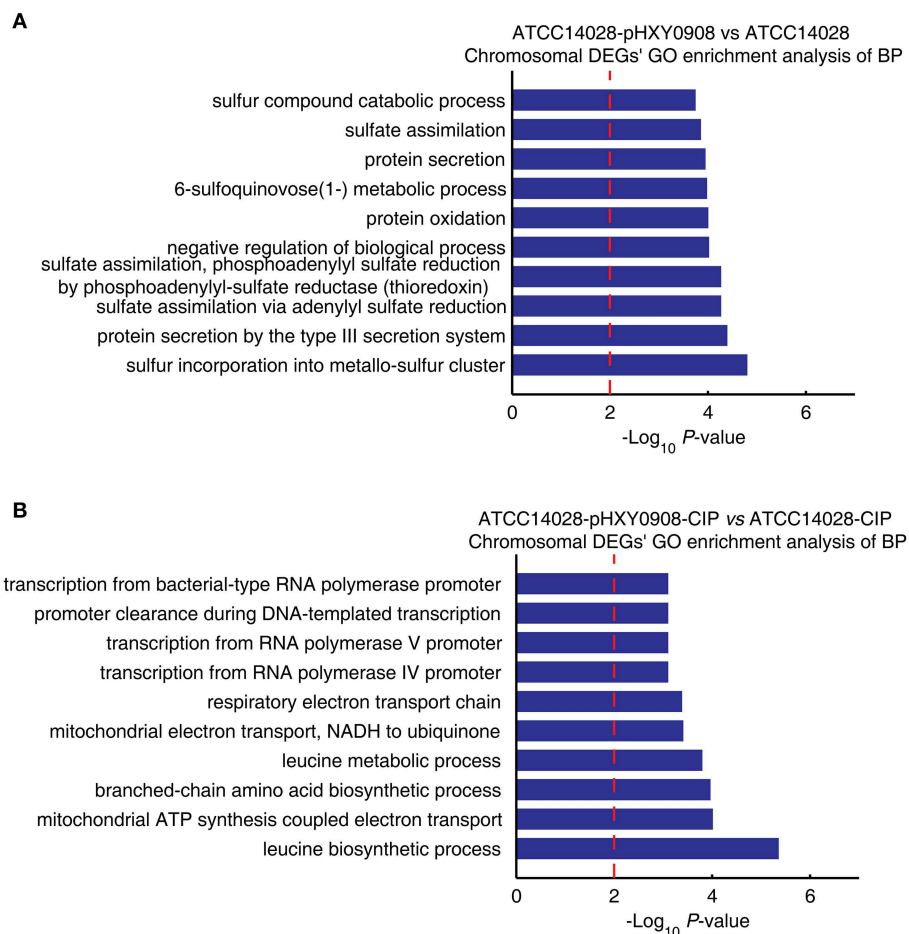 A
ATCC14028-pHXY0908 vs ATCC14028
Chromosomal DEGs' GO enrichment analysis of BP
sulfur compound catabolic process
sulfate assimilation
protein secretion
6-sulfoquinovose(1-) metabolic process
protein oxidation
negative regulation of biological process
sulfate assimilation, phosphoadenylyl sulfate reduction
by phosphoadenylyl-sulfate reductase (thioredoxin)
sulfate assimilation via adenylyl sulfate reduction
protein secretion by the type III secretion system
sulfur incorporation into metallo-sulfur cluster
0 2 4 6
-Log10 P-value
B
ATCC14028-pHXY0908-CIP vs ATCC14028-CIP
Chromosomal DEGs' GO enrichment analysis of BP
transcription from bacterial-type RNA polymerase promoter
promoter clearance during DNA-templated transcription
transcription from RNA polymerase V promoter
transcription from RNA polymerase IV promoter
respiratory electron transport chain
mitochondrial electron transport, NADH to ubiquinone
leucine metabolic process
branched-chain amino acid biosynthetic process
mitochondrial ATP synthesis coupled electron transport
leucine biosynthetic process
0 2 4 6
-Log10 P-value